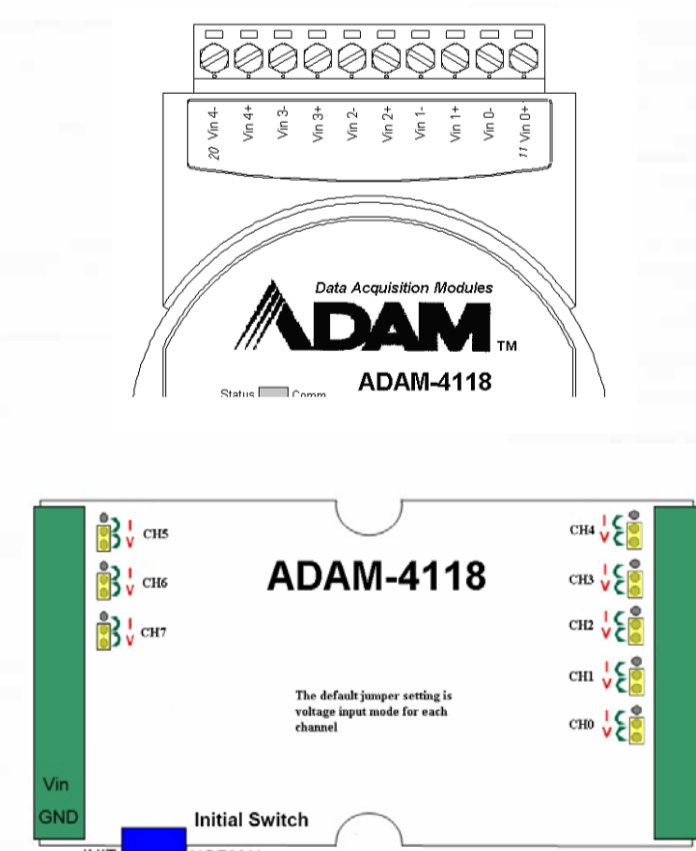 20 Vin 4- Vin 4+ Vin 3- Vin 3+ Vin 2- Vin 2+ Vin 1- Vin 1+ Vin 0- 11 Vin 0+
Data Acquisition Modules
ADAM TM
ADAM-4118
Status Comm
I V CH5
I V CH6
I V CH7
ADAM-4118
CH4 I V
CH3 I V
CH2 I V
CH1 I V
CH0 I V
The default jumper setting is
voltage input mode for each
channel
Vin
GND
Initial Switch